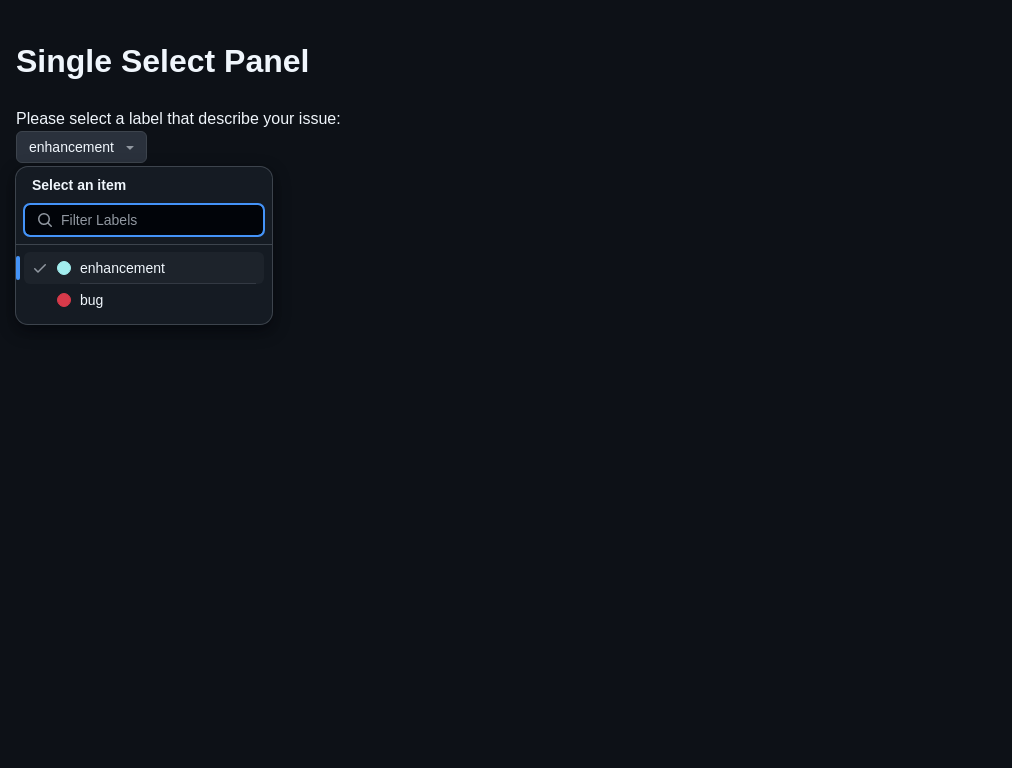 Single Select Panel
Please select a label that describe your issue:
enhancement
Select an item
Filter Labels
enhancement
bug